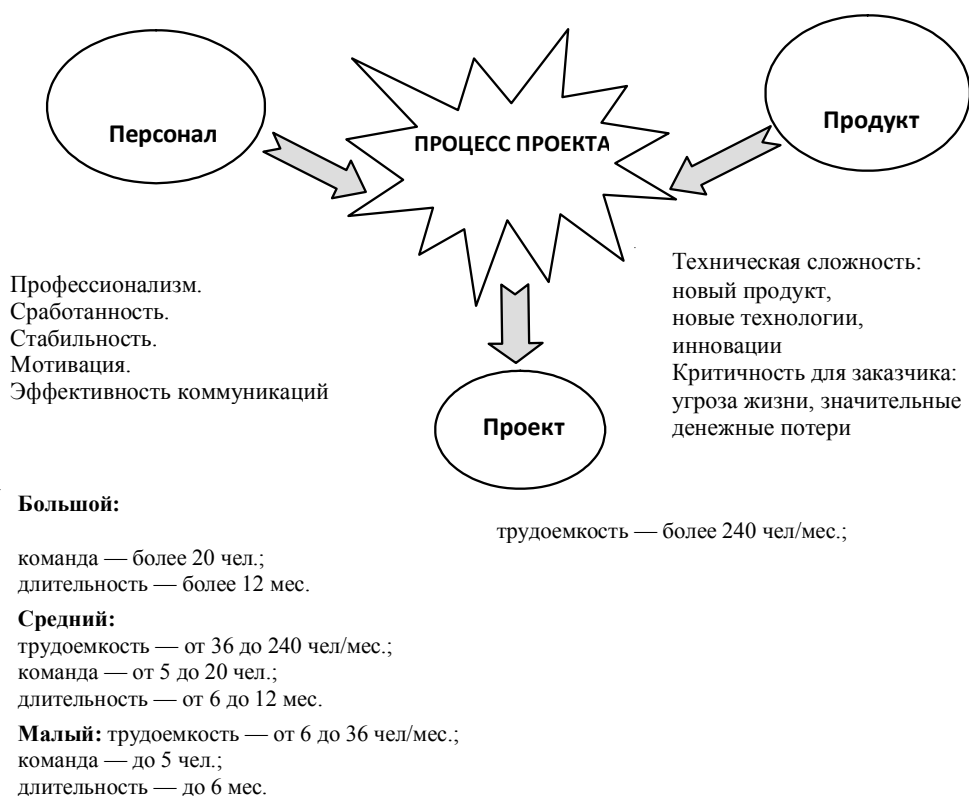 Персонал
ПРОЦЕСС ПРОЕКТА
Продукт
Профессионализм.
Сработанность.
Стабильность.
Мотивация.
Эффективность коммуникаций
Техническая сложность:
новый продукт,
новые технологии,
инновации
Критичность для заказчика:
угроза жизни, значительные
денежные потери
Проект
Большой:
трудоемкость — более 240 чел/мес.;
команда — более 20 чел.;
длительность — более 12 мес.
Средний:
трудоемкость — от 36 до 240 чел/мес.;
команда — от 5 до 20 чел.;
длительность — от 6 до 12 мес.
Малый: трудоемкость — от 6 до 36 чел/мес.;
команда — до 5 чел.;
длительность — до 6 мес.